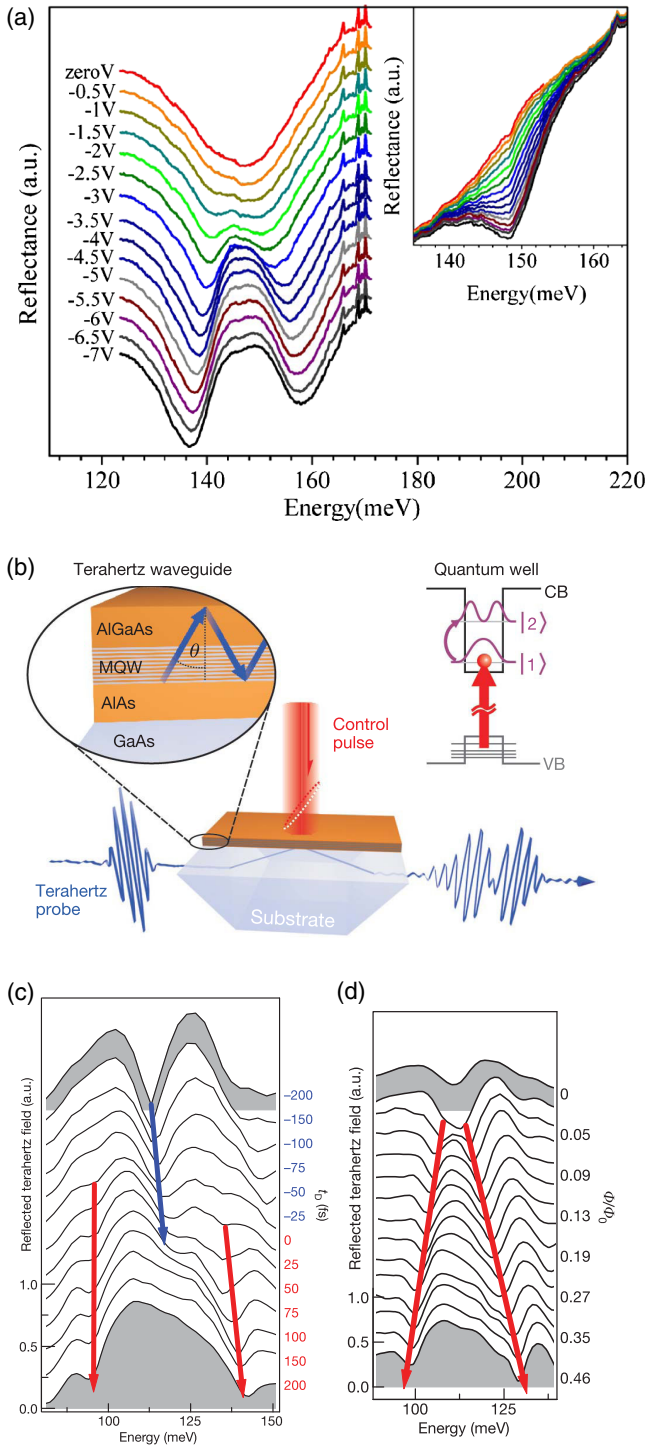 (a)
zeroV
-0.5V
-1V
-1.5V
-2V
-2.5V
-3V
-3.5V
-4V
-4.5V
-5V
-5.5V
-6V
-6.5V
-7V
Reflectance (a.u.)
120 140 160 180 200 220
Energy(meV)
Reflectance (a.u.)
140 150 160
Energy(meV)
(b)
Terahertz waveguide
AlGaAs
MQW
θ
AlAs
GaAs
Control
pulse
Terahertz
probe
Substrate
Quantum well
CB
|2⟩
|1⟩
VB
(c)
Reflected terahertz field (a.u.)
1.0
0.5
0.0
100 125 150
Energy (meV)
−200
−150
−100
−75
−50
−25
0
25
50
75
100
150
200
t_D (fs)
(d)
Reflected terahertz field (a.u.)
1.0
0.5
0.0
100 125
Energy (meV)
0
0.05
0.09
0.13
0.19
0.27
0.35
0.46
Φ/Φ₀